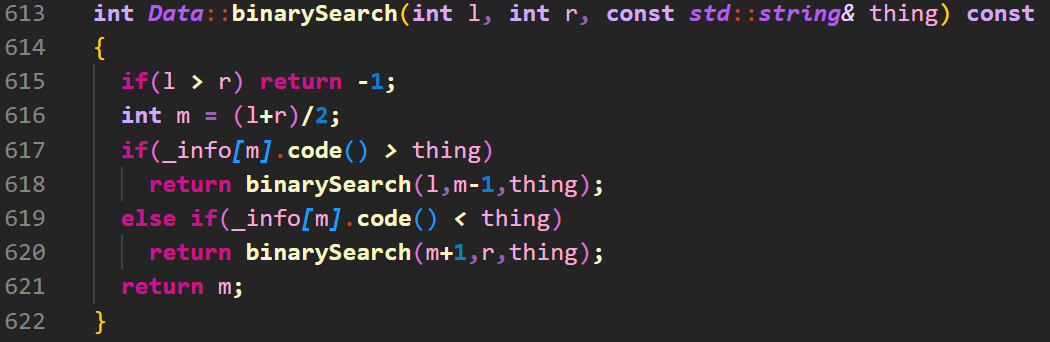 613 int Data::binarySearch(int l, int r, const std::string& thing) const
614 {
615 if(l > r) return -1;
616 int m = (l+r)/2;
617 if(_info[m].code() > thing)
618 return binarySearch(l,m-1,thing);
619 else if(_info[m].code() < thing)
620 return binarySearch(m+1,r,thing);
621 return m;
622 }